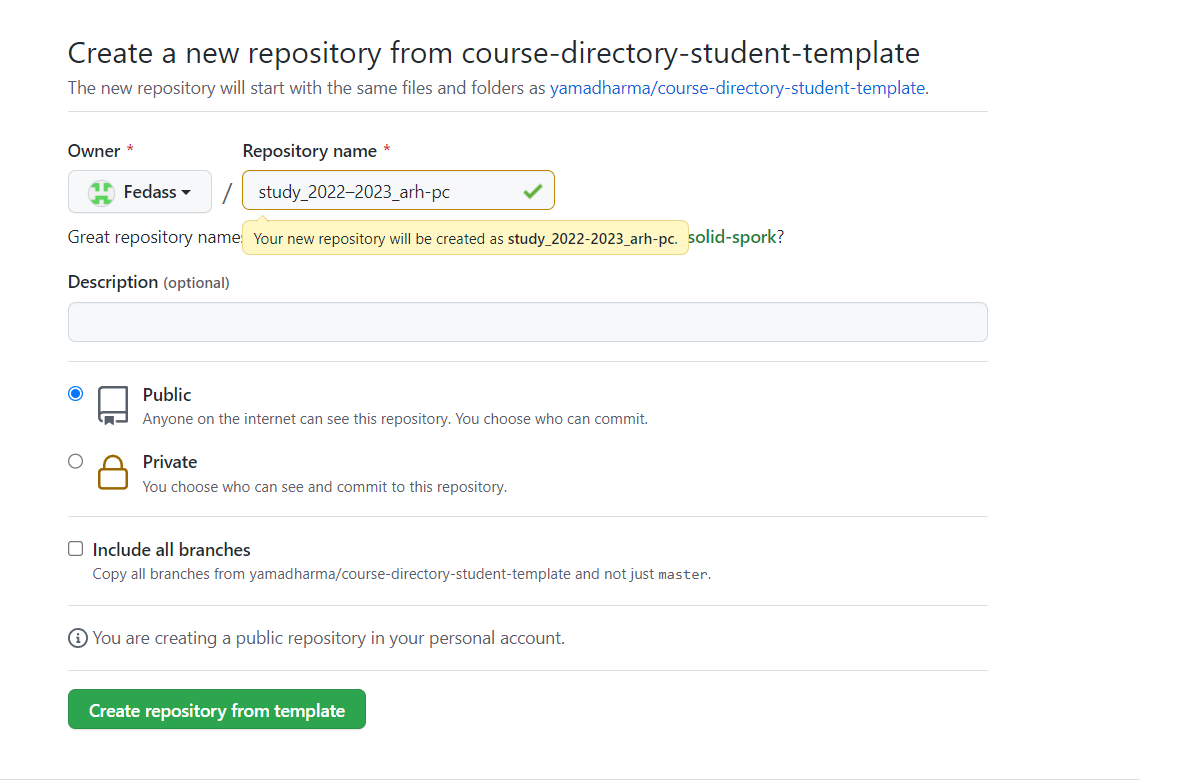 Create a new repository from course-directory-student-template
The new repository will start with the same files and folders as yamadharma/course-directory-student-template.
Owner * Repository name *
Fedass / study_2022–2023_arh-pc
Great repository name solid-spork?
Your new repository will be created as study_2022-2023_arh-pc.
Description (optional)
Public
Anyone on the internet can see this repository. You choose who can commit.
Private
You choose who can see and commit to this repository.
Include all branches
Copy all branches from yamadharma/course-directory-student-template and not just master.
You are creating a public repository in your personal account.
Create repository from template